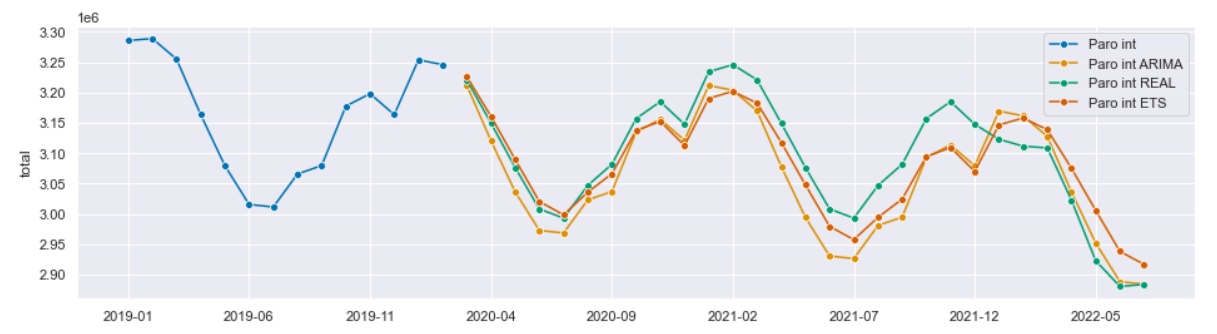 1e6
3.30
3.25
3.20
3.15
3.10
3.05
3.00
2.95
2.90
total
Paro int
Paro int ARIMA
Paro int REAL
Paro int ETS
2019-01 2019-06 2019-11 2020-04 2020-09 2021-02 2021-07 2021-12 2022-05